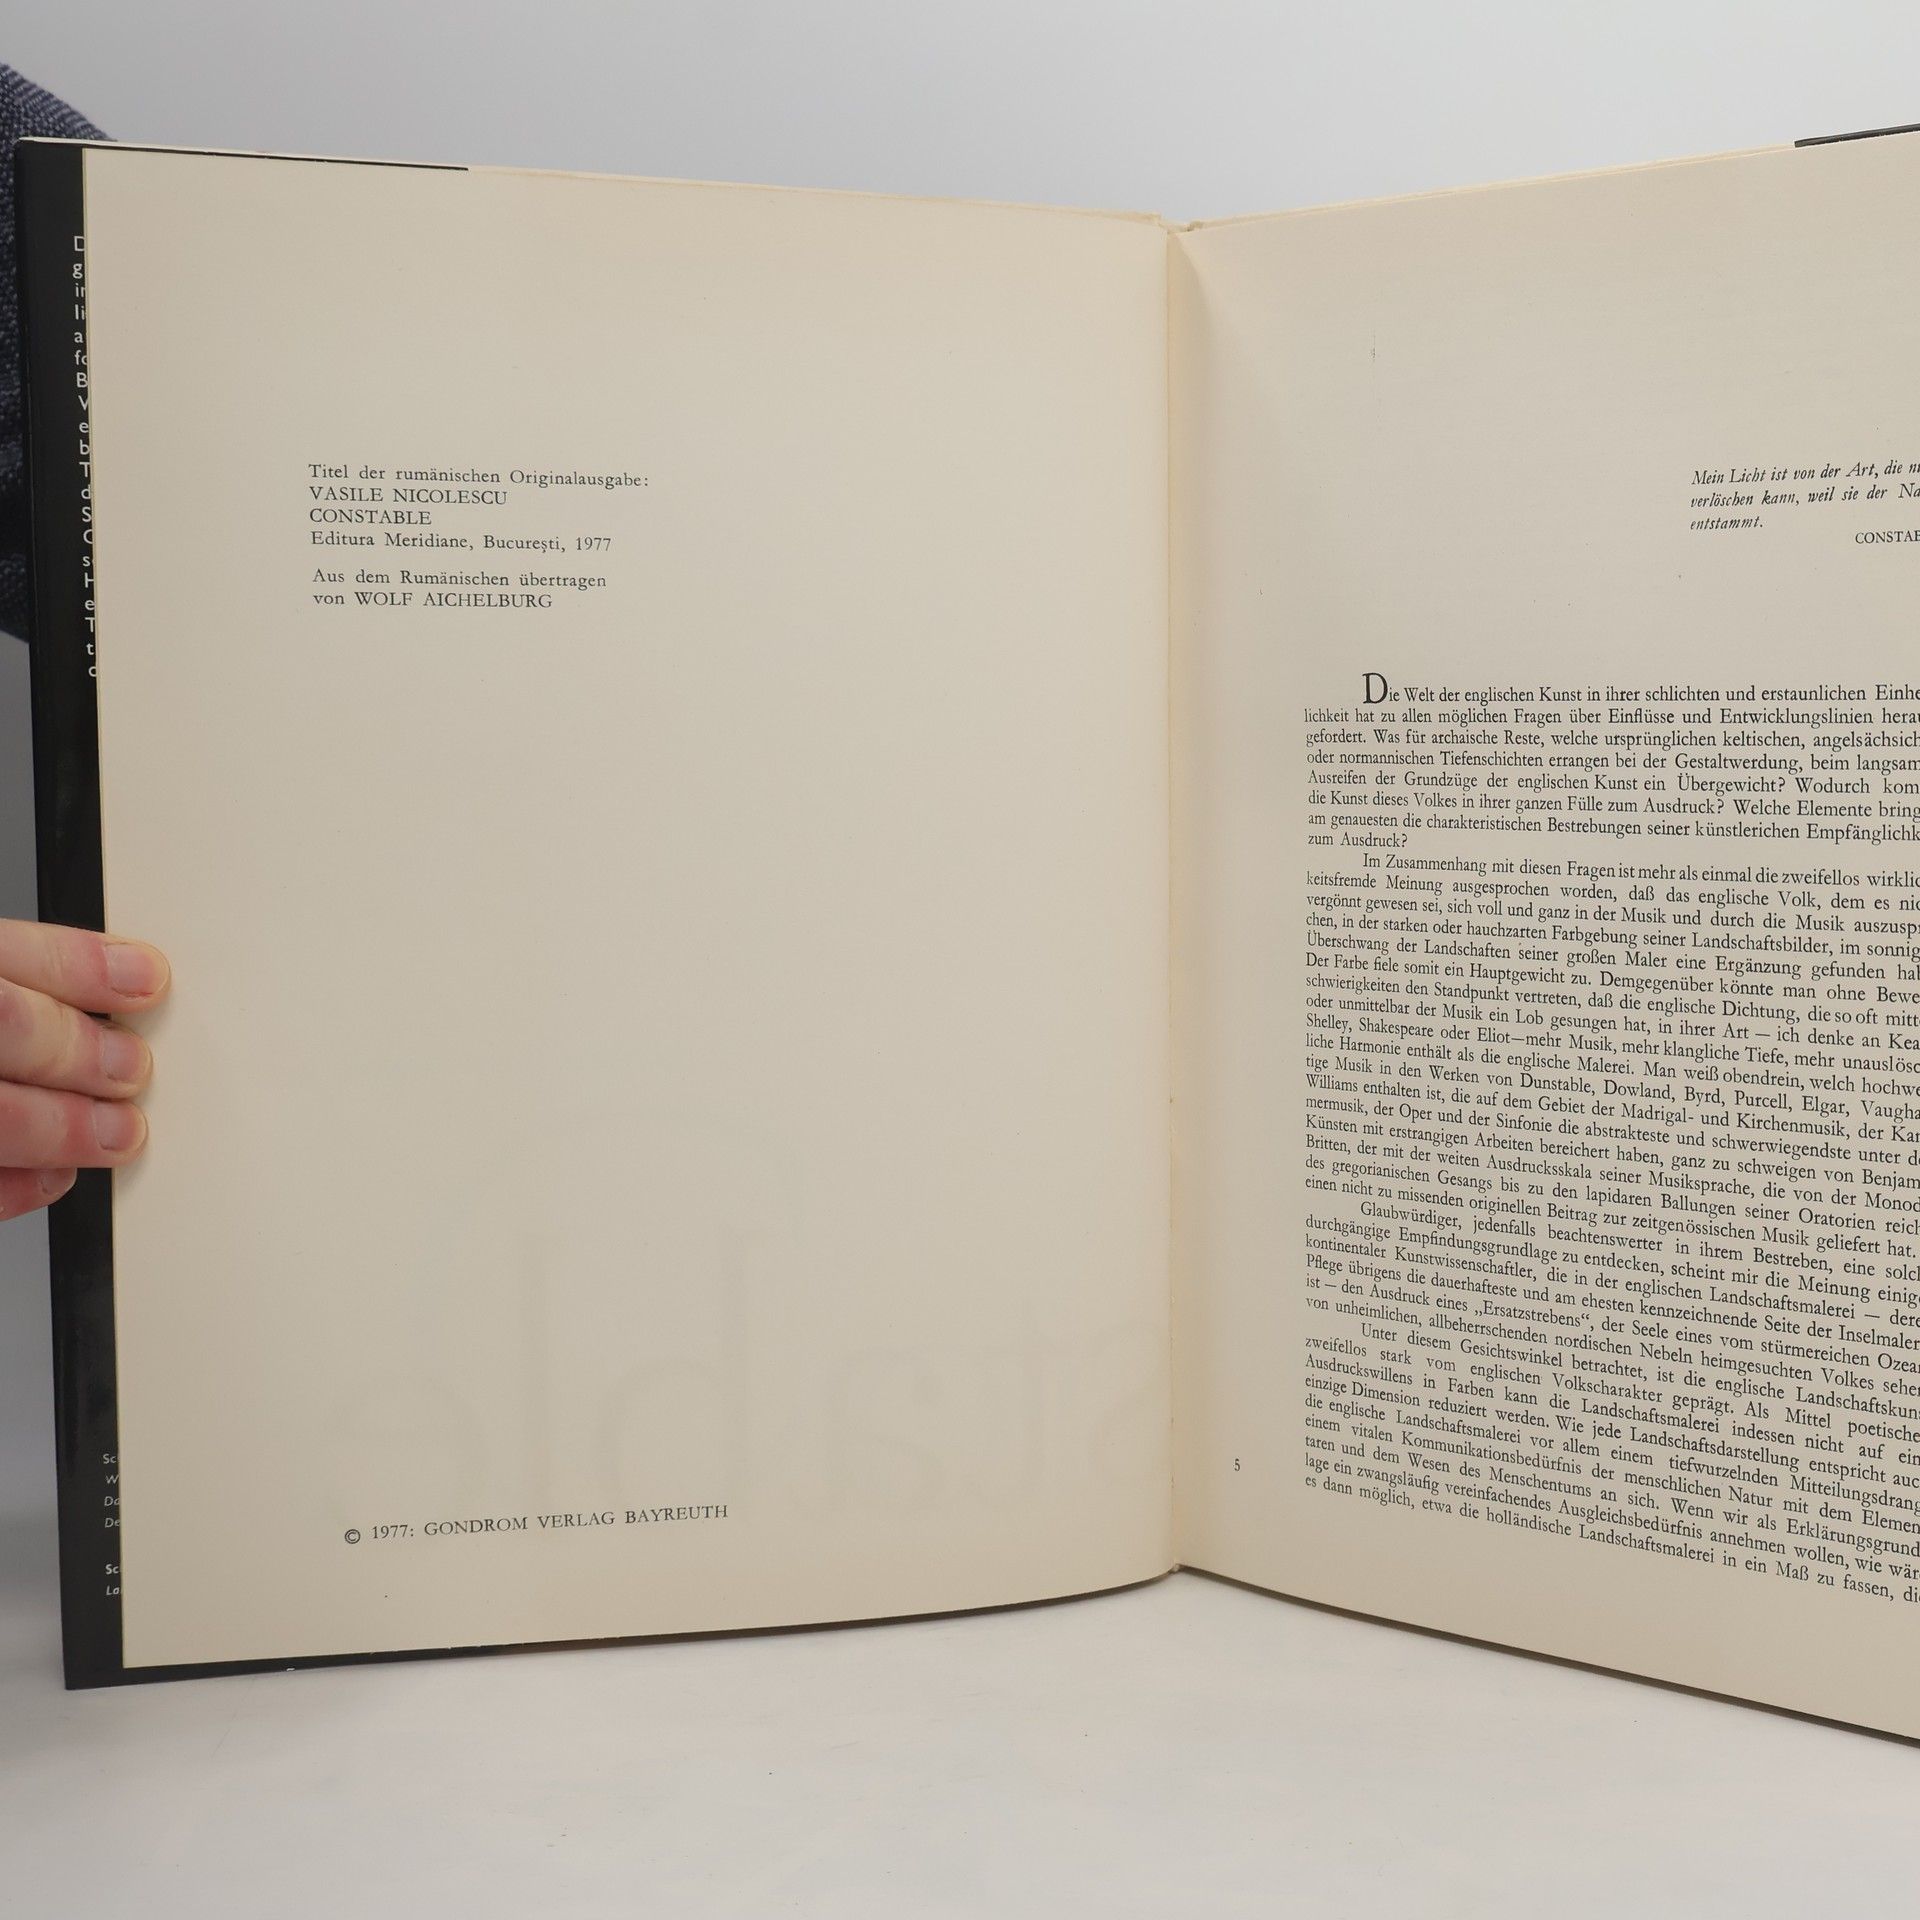 Titel der rumänischen Originalausgabe:
VASILE NICOLESCU
CONSTABLE
Editura Meridiane, Bucureşti, 1977
Aus dem Rumänischen übertragen
von WOLF AICHELBURG
© 1977: GONDROM VERLAG BAYREUTH
Mein Licht ist von der Art, die
verlöschen kann, weil sie der
entstammt.
Die Welt der englischen Kunst in ihrer schlichten und erstaunlichen
lichkeit hat zu allen möglichen Fragen über Einflüsse und Entwicklungslinien
gefordert. Was für archaische Reste, welche ursprünglichen keltischen,
oder normannischen Tiefenschichten errangen bei der Gestaltwerdung, beim
Ausreifen der Grundzüge der englischen Kunst ein Übergewicht? Wodurch
die Kunst dieses Volkes in ihrer ganzen Fülle zum Ausdruck? Welche Elemente
am genauesten die charakteristischen Bestrebungen seiner künstlerichen
zum Ausdruck?
Im Zusammenhang mit diesen Fragen ist mehr als einmal die zweifellos
keitsfremde Meinung ausgesprochen worden, daß das englische Volk, dem es
vergönnt gewesen sei, sich voll und ganz in der Musik und durch die Musik
chen, in der starken oder hauchzarten Farbgebung seiner Landschaftsbilder, im
Überschwang der Landschaften seiner großen Maler eine Ergänzung gefunden
Der Farbe fiele somit ein Hauptgewicht zu. Demgegenüber könnte man ohne
schwierigkeiten den Standpunkt vertreten, daß die englische Dichtung, die so oft
oder unmittelbar der Musik ein Lob gesungen hat, in ihrer Art — ich denke an
Shelley, Shakespeare oder Eliot—mehr Musik, mehr klangliche Tiefe, mehr
liche Harmonie enthält als die englische Malerei. Man weiß obendrein, welch
tige Musik in den Werken von Dunstable, Dowland, Byrd, Purcell, Elgar,
Williams enthalten ist, die auf dem Gebiet der Madrigal- und Kirchenmusik, der
mermusik, der Oper und der Sinfonie die abstrakteste und schwerwiegendste unter
Künsten mit erstrangigen Arbeiten bereichert haben, ganz zu schweigen von
Britten, der mit der weiten Ausdrucksskala seiner Musiksprache, die von der
des gregorianischen Gesangs bis zu den lapidaren Ballungen seiner Oratorien
einen nicht zu missenden originellen Beitrag zur zeitgenössischen Musik geliefert hat.
Glaubwürdiger, jedenfalls beachtenswerter in ihrem Bestreben, eine
durchgängige Empfindungsgrundlage zu entdecken, scheint mir die Meinung
kontinentaler Kunstwissenschaftler, die in der englischen Landschaftsmalerei —
Pflege übrigens die dauerhafteste und am ehesten kennzeichnende Seite der
ist — den Ausdruck eines „Ersatzstrebens“, der Seele eines vom stürmereichen
von unheimlichen, allbeherrschenden nordischen Nebeln heimgesuchten Volkes
Unter diesem Gesichtswinkel betrachtet, ist die englische
zweifellos stark vom englischen Volkscharakter geprägt. Als Mittel
Ausdruckswillens in Farben kann die Landschaftsmalerei indessen nicht auf
einzige Dimension reduziert werden. Wie jede Landschaftsdarstellung entspricht
die englische Landschaftsmalerei vor allem einem tiefwurzelnden
einem vitalen Kommunikationsbedürfnis der menschlichen Natur mit dem
taren und dem Wesen des Menschentums an sich. Wenn wir als
lage ein zwangsläufig vereinfachendes Ausgleichsbedürfnis annehmen wollen, wie
es dann möglich, etwa die holländische Landschaftsmalerei in ein Maß zu fassen,
5